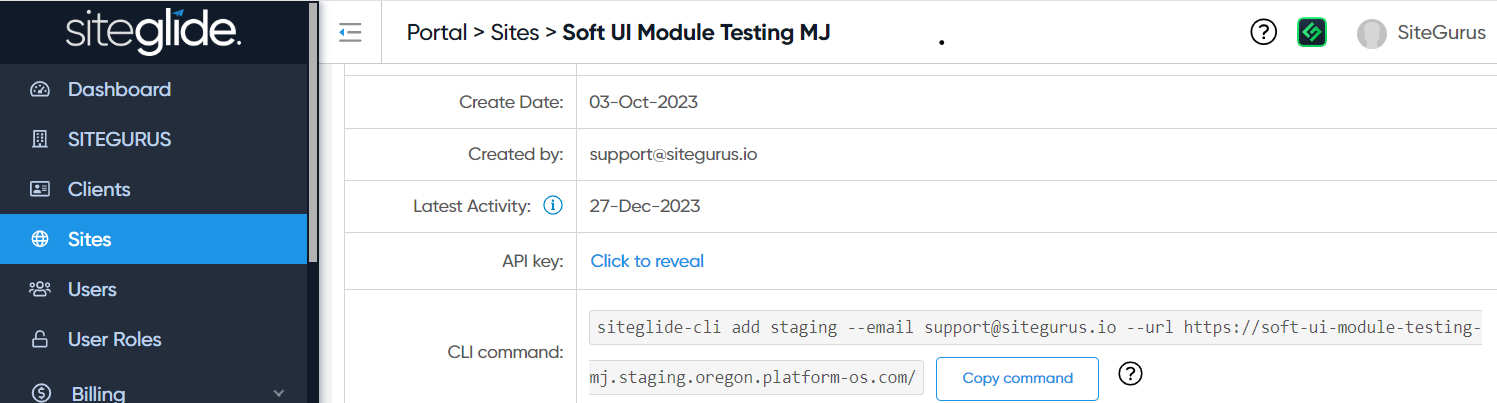 siteglide.
Portal > Sites > Soft UI Module Testing MJ
.
?
SiteGurus
Dashboard
SITEGURUS
Clients
Sites
Users
User Roles
Billing
Create Date: 03-Oct-2023
Created by: support@sitegurus.io
Latest Activity: i 27-Dec-2023
API key: Click to reveal
CLI command: siteglide-cli add staging --email support@sitegurus.io --url https://soft-ui-module-testing-
mj.staging.oregon.platform-os.com/ Copy command ?